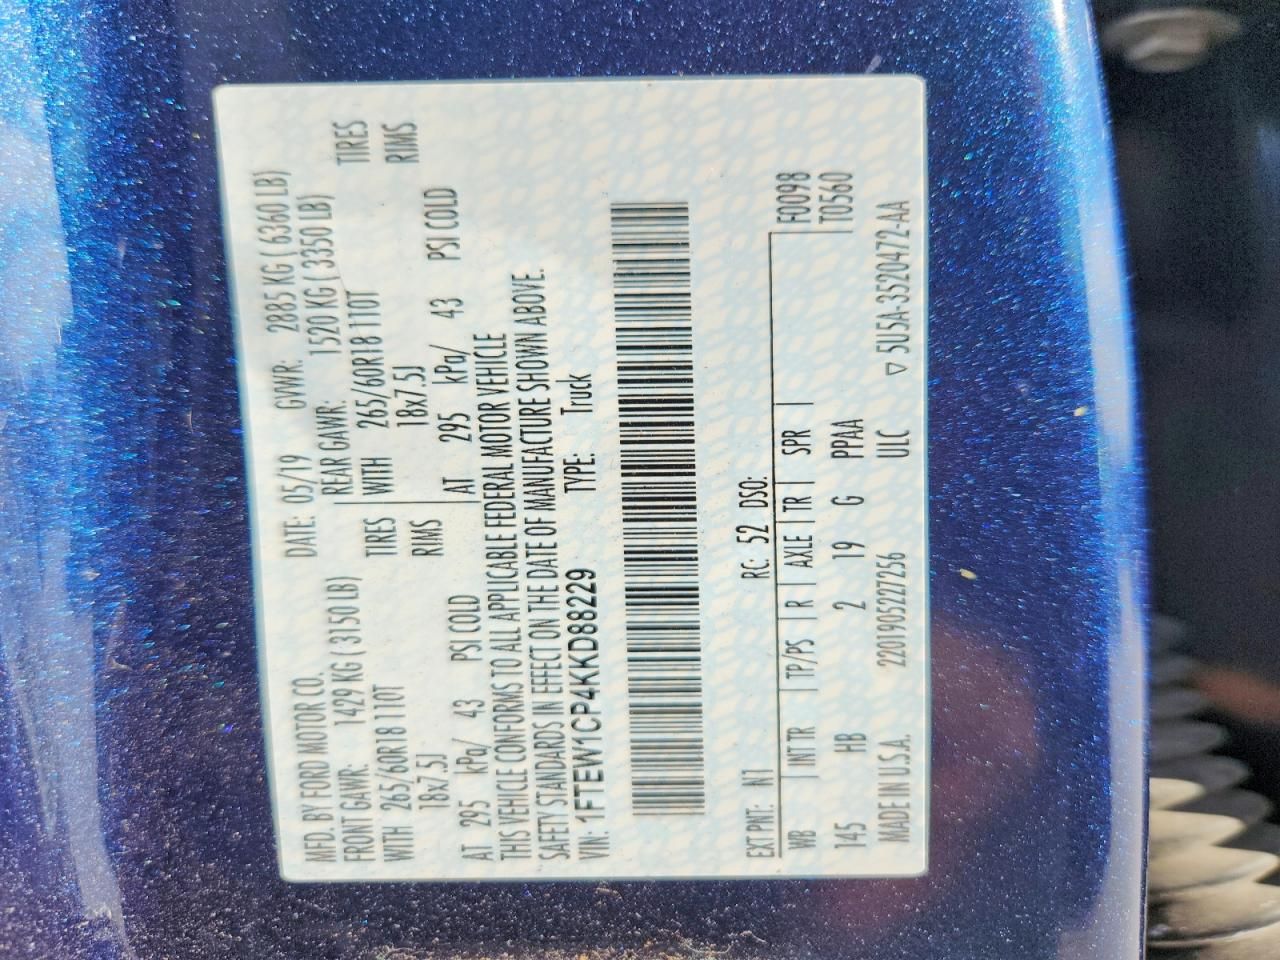 MFD. BY FORD MOTOR CO. DATE: 05/19 GVWR: 2885 KG ( 6360 LB)
FRONT GAWR: 1429 KG ( 3150 LB) REAR GAWR: 1520 KG ( 3350 LB)
WITH 265/60R18 110T TIRES WITH 265/60R18 110T TIRES
18x7.5J RIMS 18x7.5J RIMS
AT 295 kPa/ 43 PSI COLD AT 295 kPa/ 43 PSI COLD
THIS VEHICLE CONFORMS TO ALL APPLICABLE FEDERAL MOTOR VEHICLE
SAFETY STANDARDS IN EFFECT ON THE DATE OF MANUFACTURE SHOWN ABOVE.
VIN: 1FTEW1CP4KKD88229 TYPE: Truck
EXT PNT: N1 RC: 52 DSO:
WB INT TR TP/PS R AXLE TR SPR F0098
145 HB 2 19 G PPAA T0560
MADE IN U.S.A. 220190527256 ULC ▽ 5U5A-3520472-AA